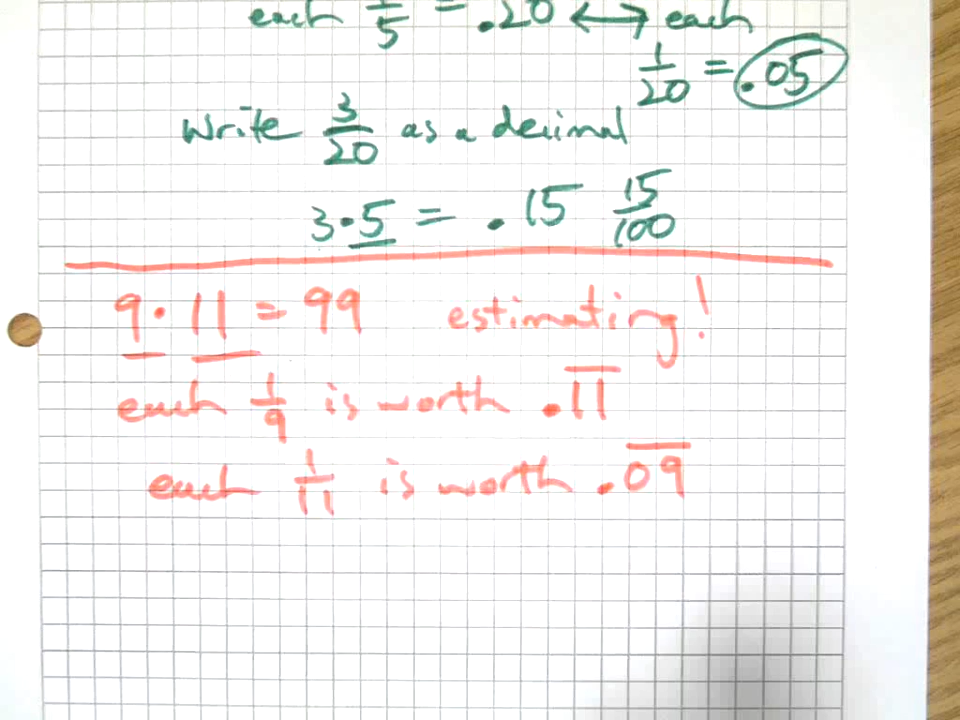 each 1/5 = .20 ⟷ each
1/20 = .05
Write 3/20 as a decimal
3·5 = .15 15/100
9·11 = 99 estimating!
each 1/9 is worth .1̅1̅
each 1/11 is worth .0̅9̅